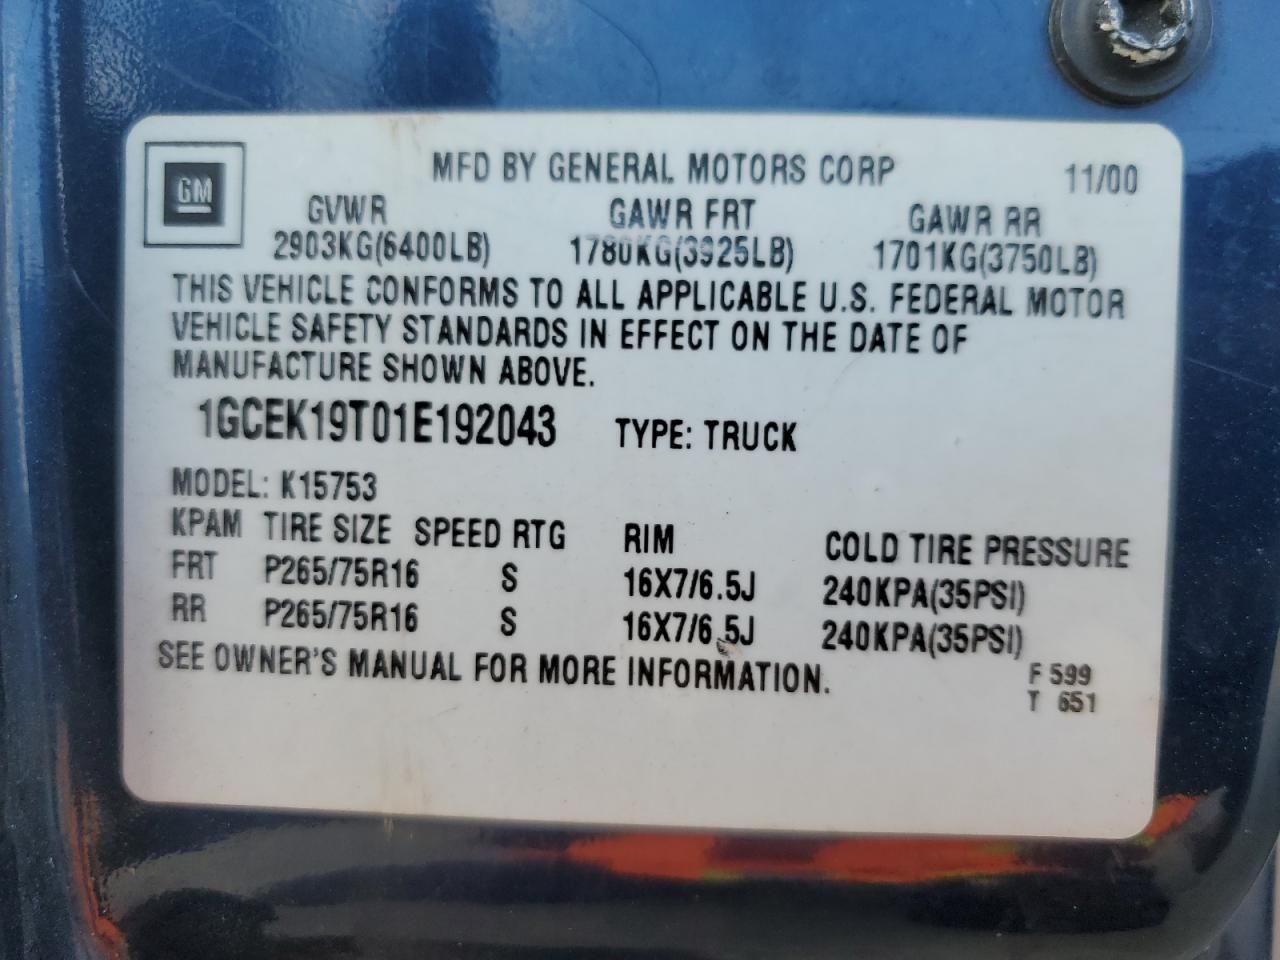 GM
MFD BY GENERAL MOTORS CORP 11/00
GVWR GAWR FRT GAWR RR
2903KG(6400LB) 1780KG(3925LB) 1701KG(3750LB)
THIS VEHICLE CONFORMS TO ALL APPLICABLE U.S. FEDERAL MOTOR
VEHICLE SAFETY STANDARDS IN EFFECT ON THE DATE OF
MANUFACTURE SHOWN ABOVE.
1GCEK19T01E192043 TYPE: TRUCK
MODEL: K15753
KPAM TIRE SIZE SPEED RTG RIM COLD TIRE PRESSURE
FRT P265/75R16 S 16X7/6.5J 240KPA(35PSI)
RR P265/75R16 S 16X7/6.5J 240KPA(35PSI)
SEE OWNER'S MANUAL FOR MORE INFORMATION.
F 599
T 651